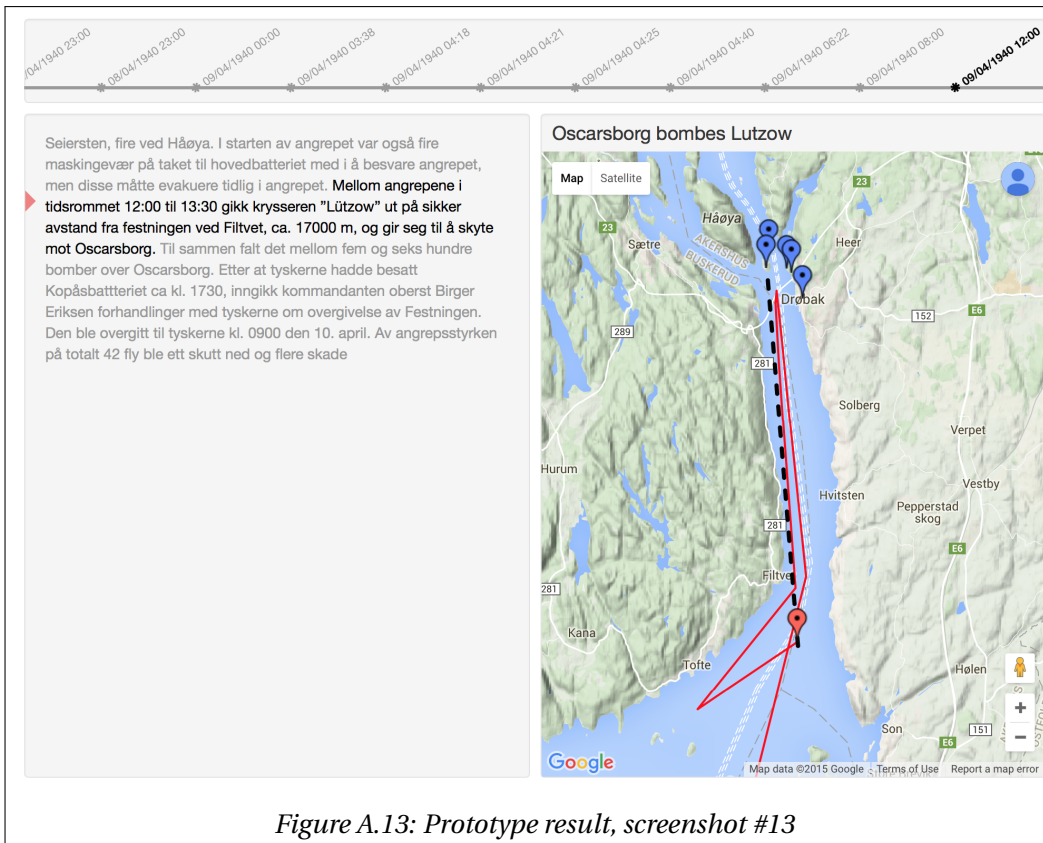 /04/1940 23:00
08/04/1940 23:00
09/04/1940 00:00
09/04/1940 03:38
09/04/1940 04:18
09/04/1940 04:21
09/04/1940 04:25
09/04/1940 04:40
09/04/1940 06:22
09/04/1940 08:00
09/04/1940 12:00
Seiersten, fire ved Håøya. I starten av angrepet var også fire
maskingevær på taket til hovedbatteriet med i å besvare angrepet,
men disse måtte evakuere tidlig i angrepet. Mellom angrepene i
tidsrommet 12:00 til 13:30 gikk krysseren ”Lützow” ut på sikker
avstand fra festningen ved Filtvet, ca. 17000 m, og gir seg til å skyte
mot Oscarsborg. Til sammen falt det mellom fem og seks hundre
bomber over Oscarsborg. Etter at tyskerne hadde besatt
Kopåsbattteriet ca kl. 1730, inngikk kommandanten oberst Birger
Eriksen forhandlinger med tyskerne om overgivelse av Festningen.
Den ble overgitt til tyskerne kl. 0900 den 10. april. Av angrepsstyrken
på totalt 42 fly ble ett skutt ned og flere skade
Oscarsborg bombes Lutzow
Map Satellite
23
Håøya
23
Sætre
AKERSHUS
BUSKERUD
Heer
Drøbak
E6
152
289
281
Solberg
Verpet
Hurum
Vestby
Hvitsten
Pepperstad
skog
281
E6
Filtve
281
Kana
Tofte
Hølen
+
Son
151
−
E6
Google
Map data ©2015 Google Terms of Use Report a map error
Figure A.13: Prototype result, screenshot #13